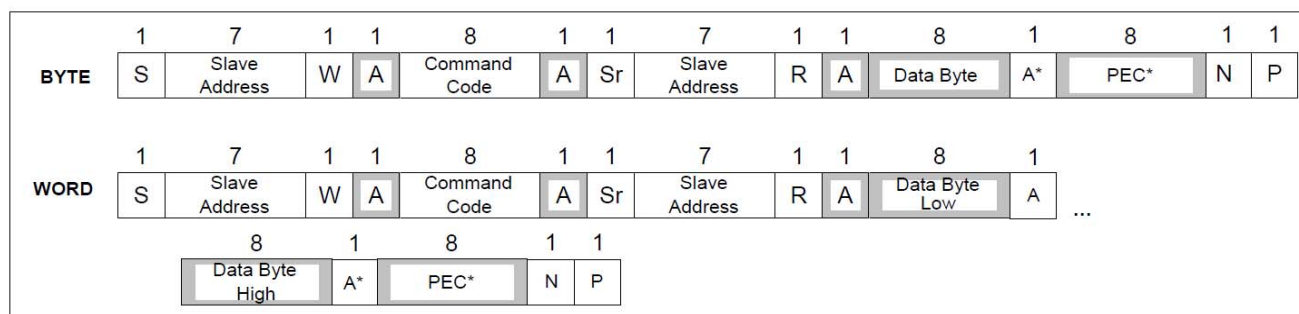 1 7 1 1 8 1 1 7 1 1 8 1 8 1 1
BYTE S Slave Address W A Command Code A Sr Slave Address R A Data Byte A* PEC* N P
1 7 1 1 8 1 1 7 1 1 8 1
WORD S Slave Address W A Command Code A Sr Slave Address R A Data Byte Low A ...
8 1 8 1 1
Data Byte High A* PEC* N P